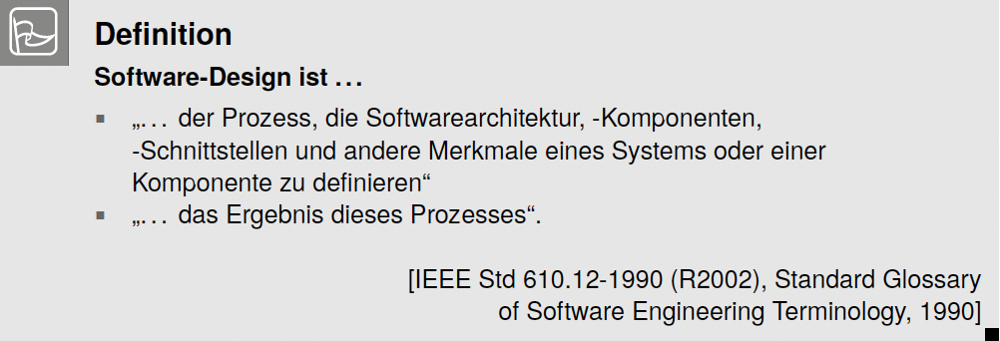 Definition
Software-Design ist ...
„... der Prozess, die Softwarearchitektur, -Komponenten,
-Schnittstellen und andere Merkmale eines Systems oder einer
Komponente zu definieren“
„... das Ergebnis dieses Prozesses“.
[IEEE Std 610.12-1990 (R2002), Standard Glossary
of Software Engineering Terminology, 1990]